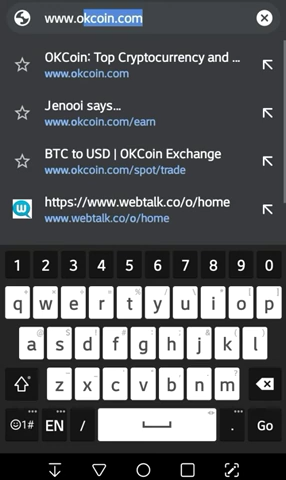 www.okcoin.com
OKCoin: Top Cryptocurrency and ...
www.okcoin.com
Jenooi says...
www.okcoin.com/earn
BTC to USD | OKCoin Exchange
www.okcoin.com/spot/trade
https://www.webtalk.co/o/home
www.webtalk.co/o/home
1 2 3 4 5 6 7 8 9 0
q w e r t y u i o p
a s d f g h j k l
z x c v b n m
!#1 EN / . Go